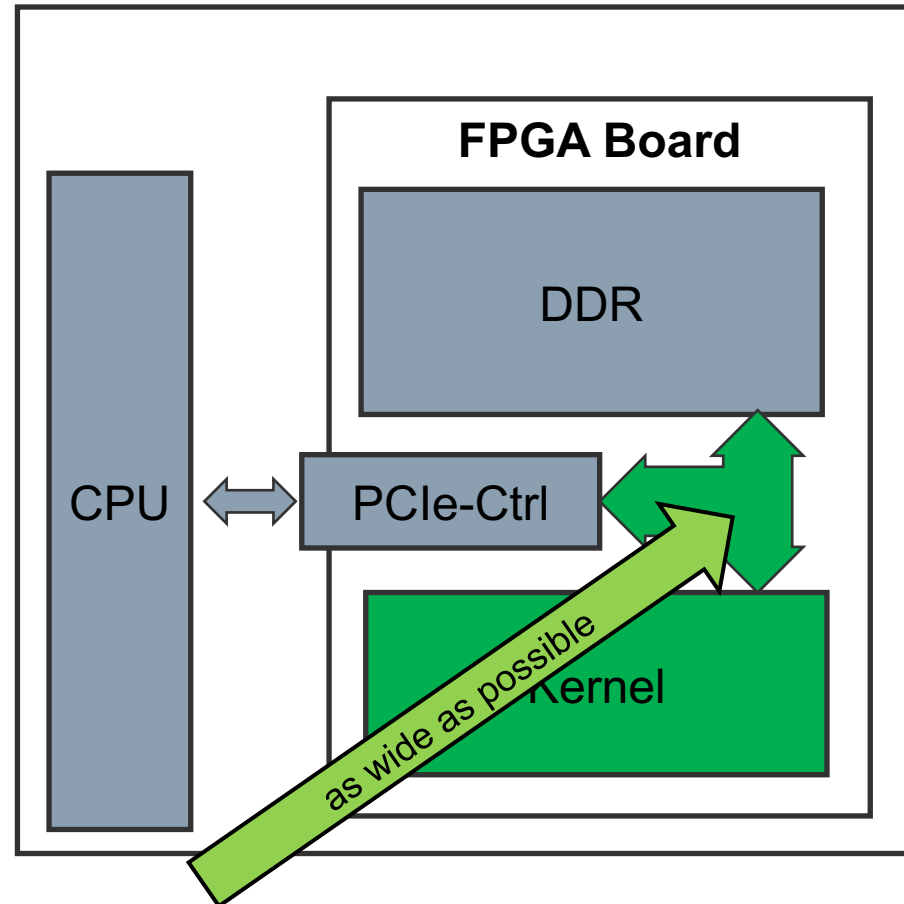 FPGA Board
DDR
CPU
PCIe-Ctrl
Kernel
as wide as possible